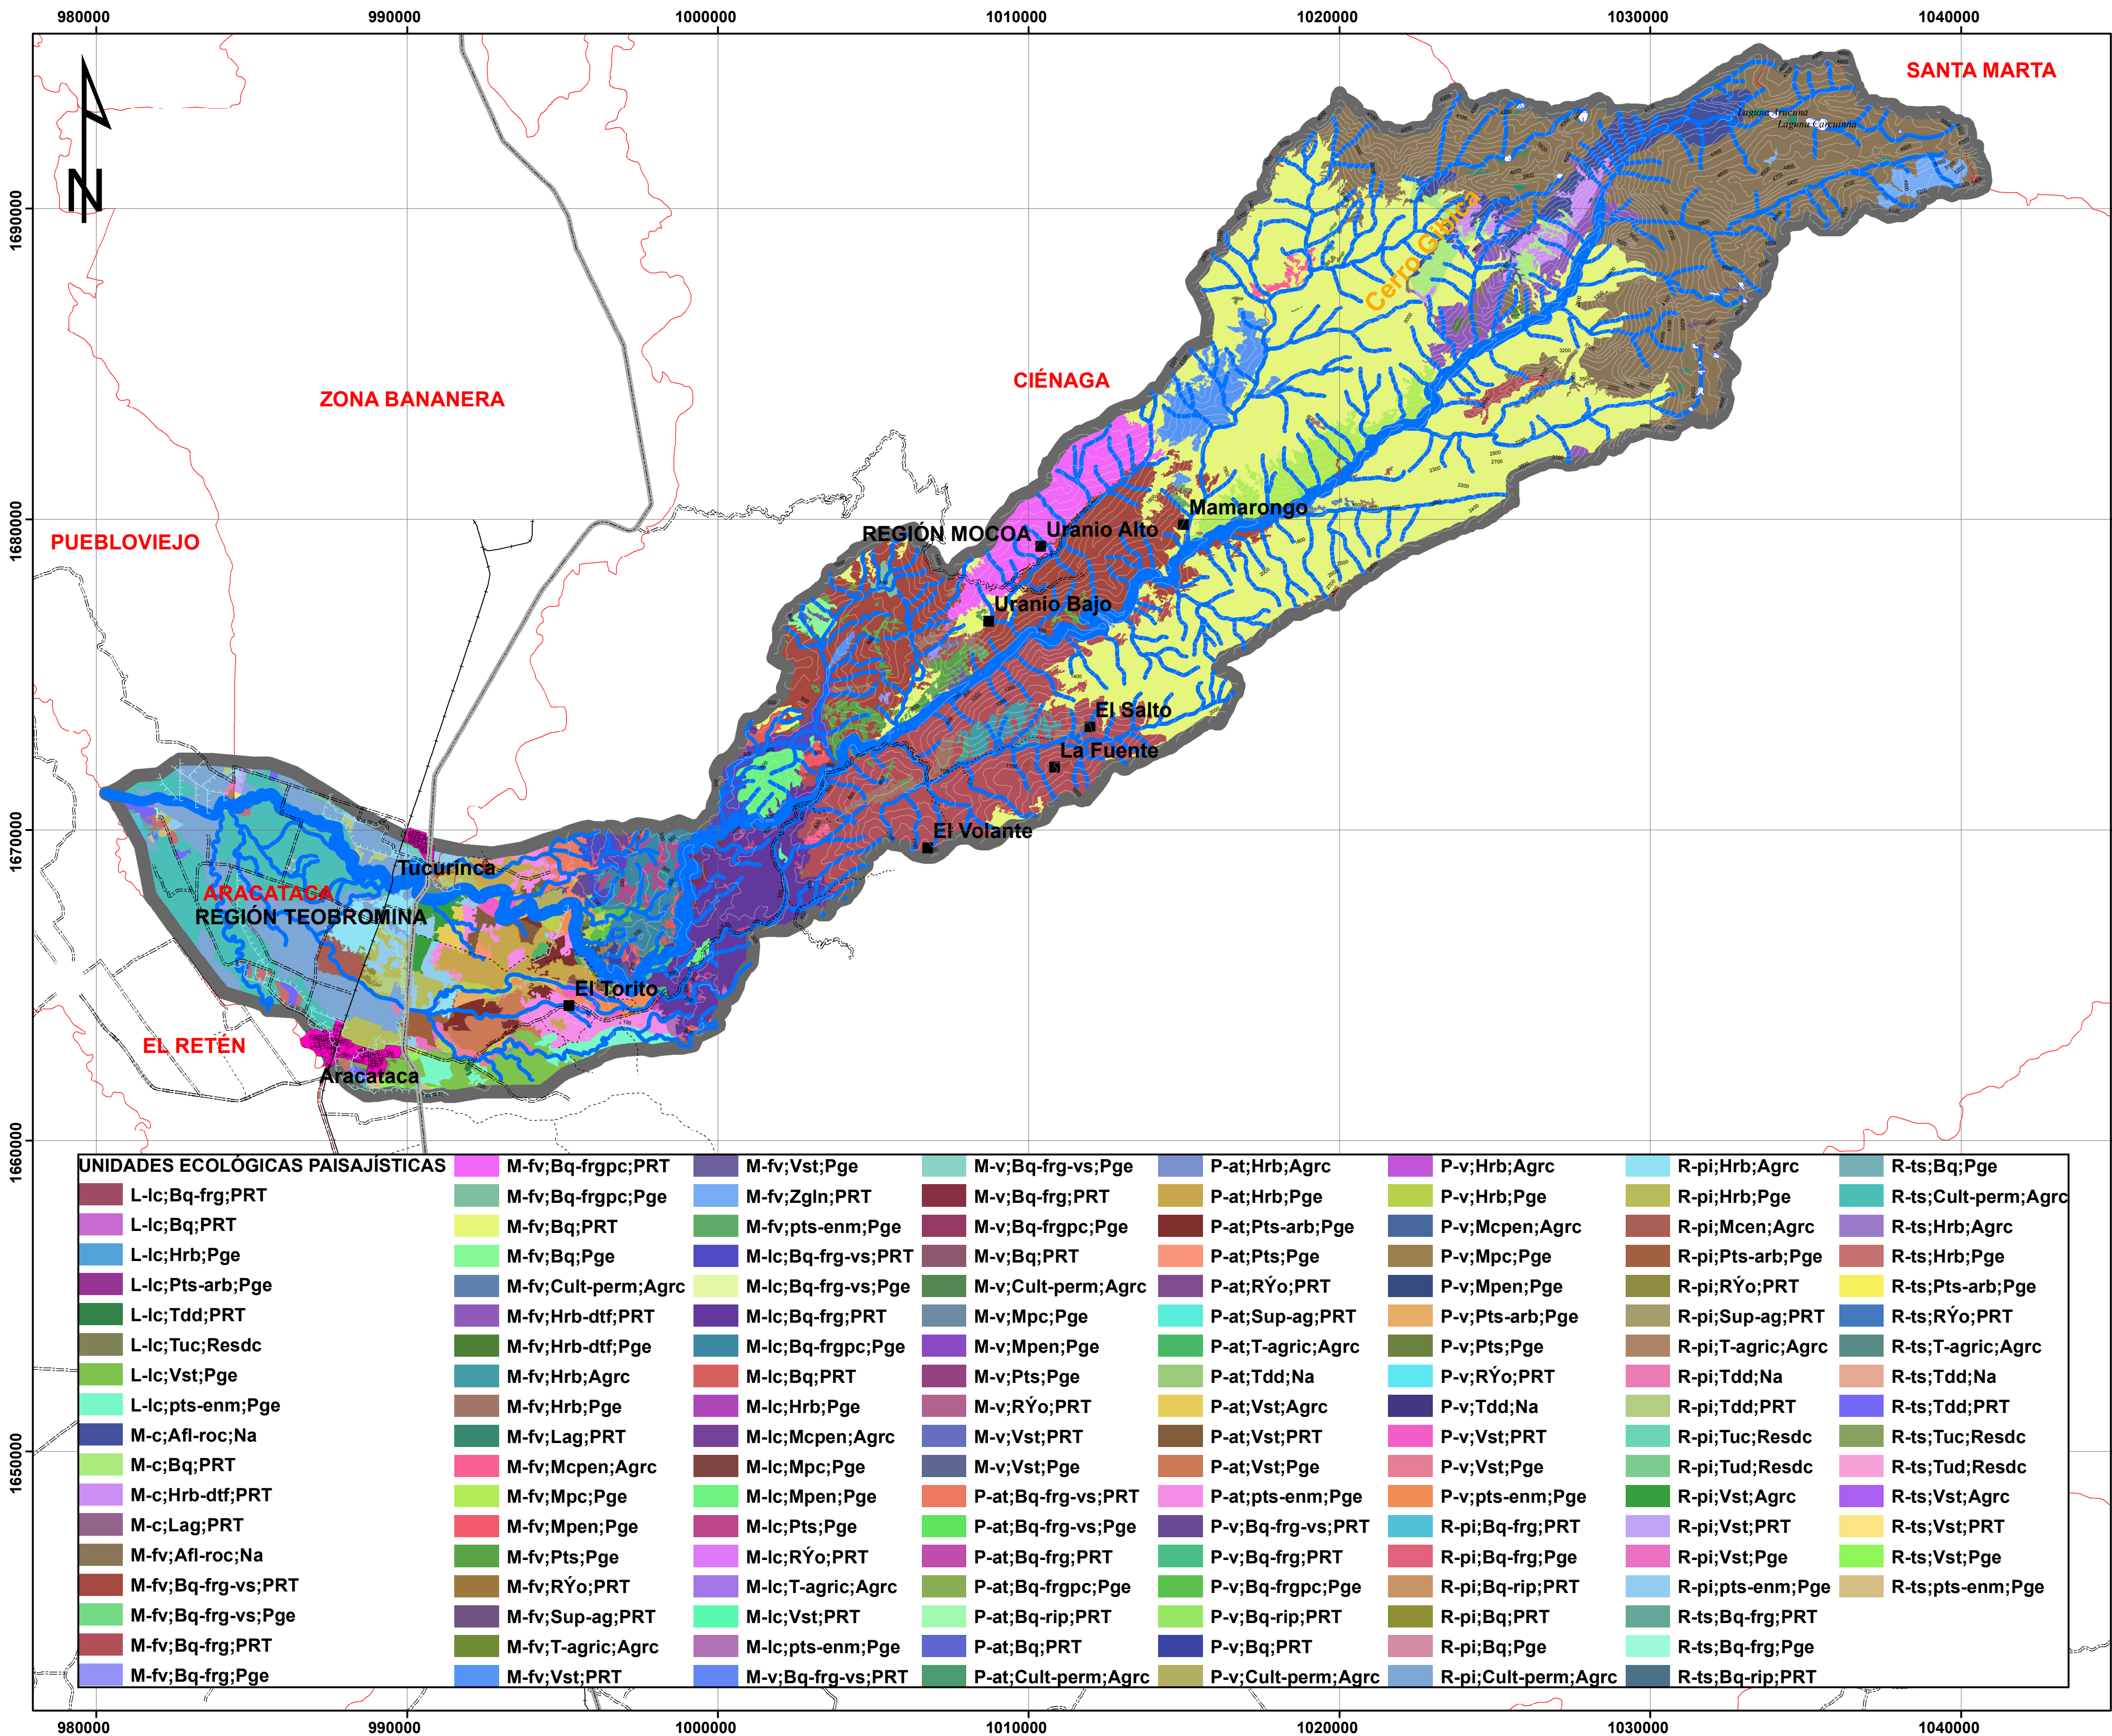 980000 990000 1000000 1010000 1020000 1030000 1040000
SANTA MARTA
Laguna Arucuna
Laguna Carcuinna
N
1690000
Cerro Gibica
CIÉNAGA
ZONA BANANERA
1680000
Mamarongo
REGIÓN MOCOA
Uranio Alto
PUEBLOVIEJO
Uranio Bajo
El Salto
La Fuente
1670000
El Volante
Tucurinca
ARACATACA
REGIÓN TEOBROMINA
El Torito
EL RETÉN
Aracataca
1660000
1650000
UNIDADES ECOLÓGICAS PAISAJÍSTICAS
L-lc;Bq-frg;PRT
L-lc;Bq;PRT
L-lc;Hrb;Pge
L-lc;Pts-arb;Pge
L-lc;Tdd;PRT
L-lc;Tuc;Resdc
L-lc;Vst;Pge
L-lc;pts-enm;Pge
M-c;Afl-roc;Na
M-c;Bq;PRT
M-c;Hrb-dtf;PRT
M-c;Lag;PRT
M-fv;Afl-roc;Na
M-fv;Bq-frg-vs;PRT
M-fv;Bq-frg-vs;Pge
M-fv;Bq-frg;PRT
M-fv;Bq-frg;Pge
M-fv;Bq-frgpc;PRT
M-fv;Bq-frgpc;Pge
M-fv;Bq;PRT
M-fv;Bq;Pge
M-fv;Cult-perm;Agrc
M-fv;Hrb-dtf;PRT
M-fv;Hrb-dtf;Pge
M-fv;Hrb;Agrc
M-fv;Hrb;Pge
M-fv;Lag;PRT
M-fv;Mcpen;Agrc
M-fv;Mpc;Pge
M-fv;Mpen;Pge
M-fv;Pts;Pge
M-fv;RÝo;PRT
M-fv;Sup-ag;PRT
M-fv;T-agric;Agrc
M-fv;Vst;PRT
M-fv;Vst;Pge
M-fv;Zgln;PRT
M-fv;pts-enm;Pge
M-lc;Bq-frg-vs;PRT
M-lc;Bq-frg-vs;Pge
M-lc;Bq-frg;PRT
M-lc;Bq-frgpc;Pge
M-lc;Bq;PRT
M-lc;Hrb;Pge
M-lc;Mcpen;Agrc
M-lc;Mpc;Pge
M-lc;Mpen;Pge
M-lc;Pts;Pge
M-lc;RÝo;PRT
M-lc;T-agric;Agrc
M-lc;Vst;PRT
M-lc;pts-enm;Pge
M-v;Bq-frg-vs;PRT
M-v;Bq-frg-vs;Pge
M-v;Bq-frg;PRT
M-v;Bq-frgpc;Pge
M-v;Bq;PRT
M-v;Cult-perm;Agrc
M-v;Mpc;Pge
M-v;Mpen;Pge
M-v;Pts;Pge
M-v;RÝo;PRT
M-v;Vst;PRT
M-v;Vst;Pge
P-at;Bq-frg-vs;PRT
P-at;Bq-frg-vs;Pge
P-at;Bq-frg;PRT
P-at;Bq-frgpc;Pge
P-at;Bq-rip;PRT
P-at;Bq;PRT
P-at;Cult-perm;Agrc
P-at;Hrb;Agrc
P-at;Hrb;Pge
P-at;Pts-arb;Pge
P-at;Pts;Pge
P-at;RÝo;PRT
P-at;Sup-ag;PRT
P-at;T-agric;Agrc
P-at;Tdd;Na
P-at;Vst;Agrc
P-at;Vst;PRT
P-at;Vst;Pge
P-at;pts-enm;Pge
P-v;Bq-frg-vs;PRT
P-v;Bq-frg;PRT
P-v;Bq-frgpc;Pge
P-v;Bq-rip;PRT
P-v;Bq;PRT
P-v;Cult-perm;Agrc
P-v;Hrb;Agrc
P-v;Hrb;Pge
P-v;Mcpen;Agrc
P-v;Mpc;Pge
P-v;Mpen;Pge
P-v;Pts-arb;Pge
P-v;Pts;Pge
P-v;RÝo;PRT
P-v;Tdd;Na
P-v;Vst;PRT
P-v;Vst;Pge
P-v;pts-enm;Pge
R-pi;Bq-frg;PRT
R-pi;Bq-frg;Pge
R-pi;Bq-rip;PRT
R-pi;Bq;PRT
R-pi;Bq;Pge
R-pi;Cult-perm;Agrc
R-pi;Hrb;Agrc
R-pi;Hrb;Pge
R-pi;Mcen;Agrc
R-pi;Pts-arb;Pge
R-pi;RÝo;PRT
R-pi;Sup-ag;PRT
R-pi;T-agric;Agrc
R-pi;Tdd;Na
R-pi;Tdd;PRT
R-pi;Tuc;Resdc
R-pi;Tud;Resdc
R-pi;Vst;Agrc
R-pi;Vst;PRT
R-pi;Vst;Pge
R-pi;pts-enm;Pge
R-ts;Bq-frg;PRT
R-ts;Bq-frg;Pge
R-ts;Bq-rip;PRT
R-ts;Bq;Pge
R-ts;Cult-perm;Agrc
R-ts;Hrb;Agrc
R-ts;Hrb;Pge
R-ts;Pts-arb;Pge
R-ts;RÝo;PRT
R-ts;T-agric;Agrc
R-ts;Tdd;Na
R-ts;Tdd;PRT
R-ts;Tuc;Resdc
R-ts;Tud;Resdc
R-ts;Vst;Agrc
R-ts;Vst;PRT
R-ts;Vst;Pge
R-ts;pts-enm;Pge
980000 990000 1000000 1010000 1020000 1030000 1040000